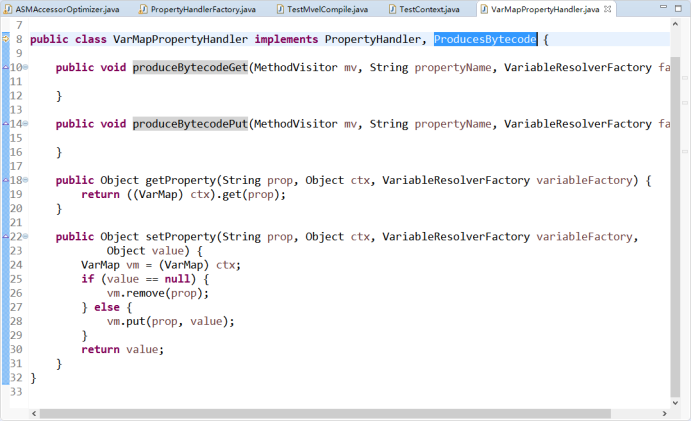 ASMAccessorOptimizer.java PropertyHandlerFactory.java TestMvelCompile.java TestContext.java VarMapPropertyHandler.java
7
8 public class VarMapPropertyHandler implements PropertyHandler, ProducesBytecode {
9
10 public void produceBytecodeGet(MethodVisitor mv, String propertyName, VariableResolverFactory fa
11
12 }
13
14 public void produceBytecodePut(MethodVisitor mv, String propertyName, VariableResolverFactory fa
15
16 }
17
18 public Object getProperty(String prop, Object ctx, VariableResolverFactory variableFactory) {
19 return ((VarMap) ctx).get(prop);
20 }
21
22 public Object setProperty(String prop, Object ctx, VariableResolverFactory variableFactory,
23 Object value) {
24 VarMap vm = (VarMap) ctx;
25 if (value == null) {
26 vm.remove(prop);
27 } else {
28 vm.put(prop, value);
29 }
30 return value;
31 }
32 }
33